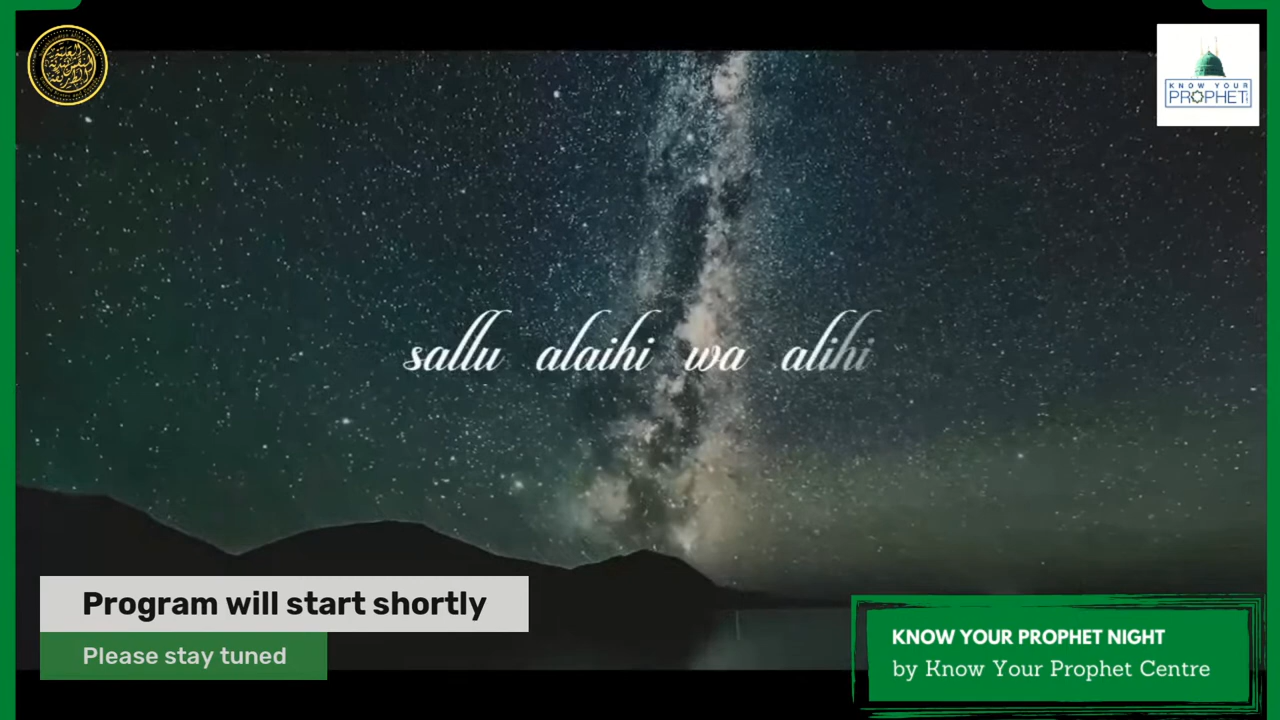 KNOW YOUR
PROPHET
sallu alaihi wa alihi
Program will start shortly
Please stay tuned
KNOW YOUR PROPHET NIGHT
by Know Your Prophet Centre